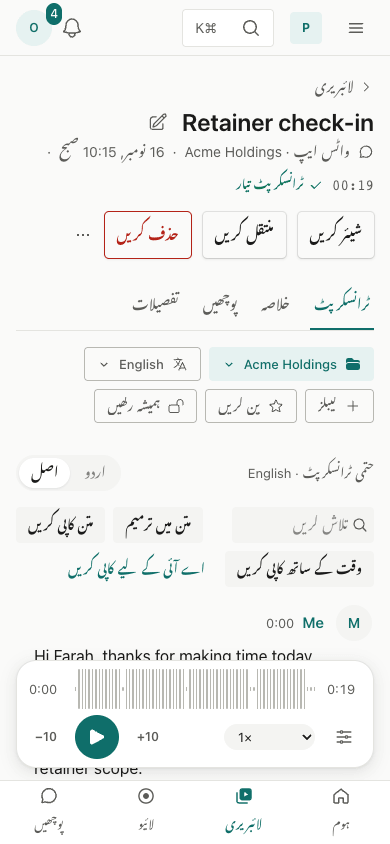 P
K⌘
4
O
لائبریری
Retainer check-in
واٹس ایپ · Acme Holdings · 16 نومبر, 10:15 صبح ·
00:19 ✓ ٹرانسکرپٹ تیار
شیئر کریں
منتقل کریں
حذف کریں
...
ٹرانسکرپٹ
خلاصہ
پوچھیں
تفصیلات
Acme Holdings
English
لیبلز
پن کریں
ہمیشہ رکھیں
حتمی ٹرانسکرپٹ · English
اردو
اصل
تلاش کریں
متن میں ترمیم
متن کاپی کریں
وقت کے ساتھ کاپی کریں
اے آئی کے لیے کاپی کریں
M
Me 0:00
Hi Farah, thanks for making time today
retainer scope.
0:00
0:19
−10
+10
1×
ہوم
لائبریری
لائیو
پوچھیں